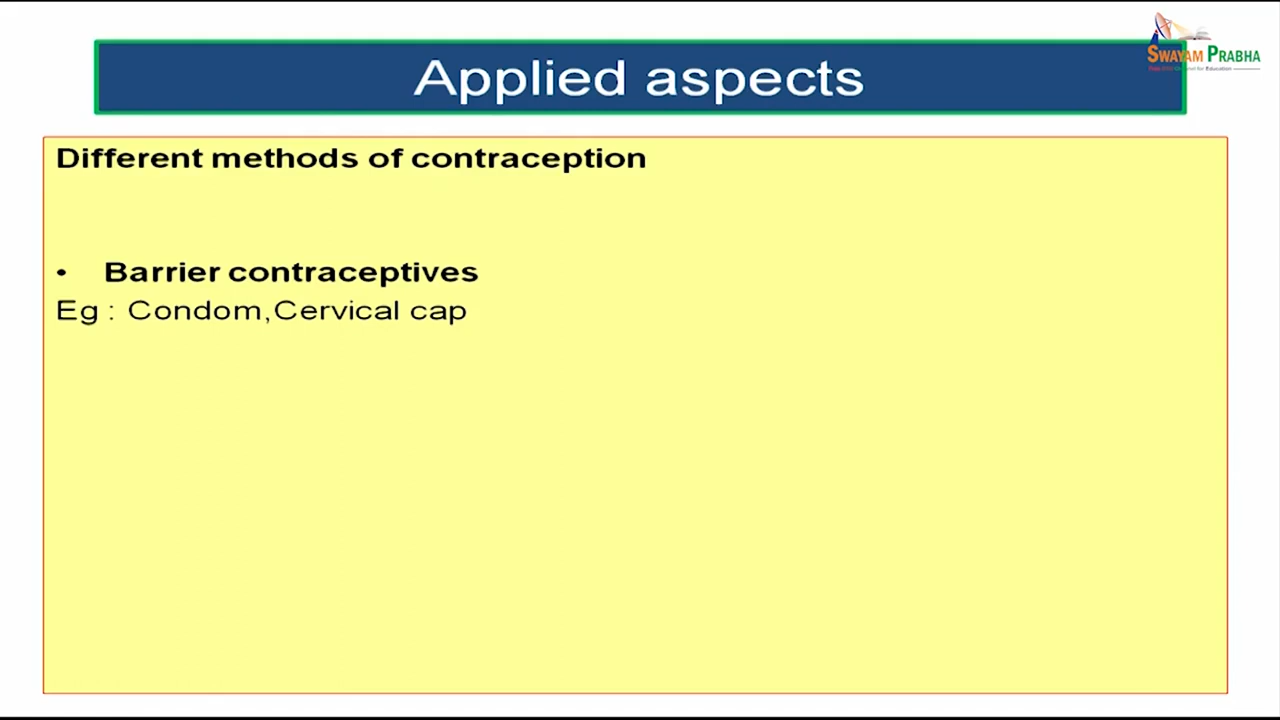 Applied aspects
SWAYAM PRABHA
Different methods of contraception
• Barrier contraceptives
Eg : Condom,Cervical cap